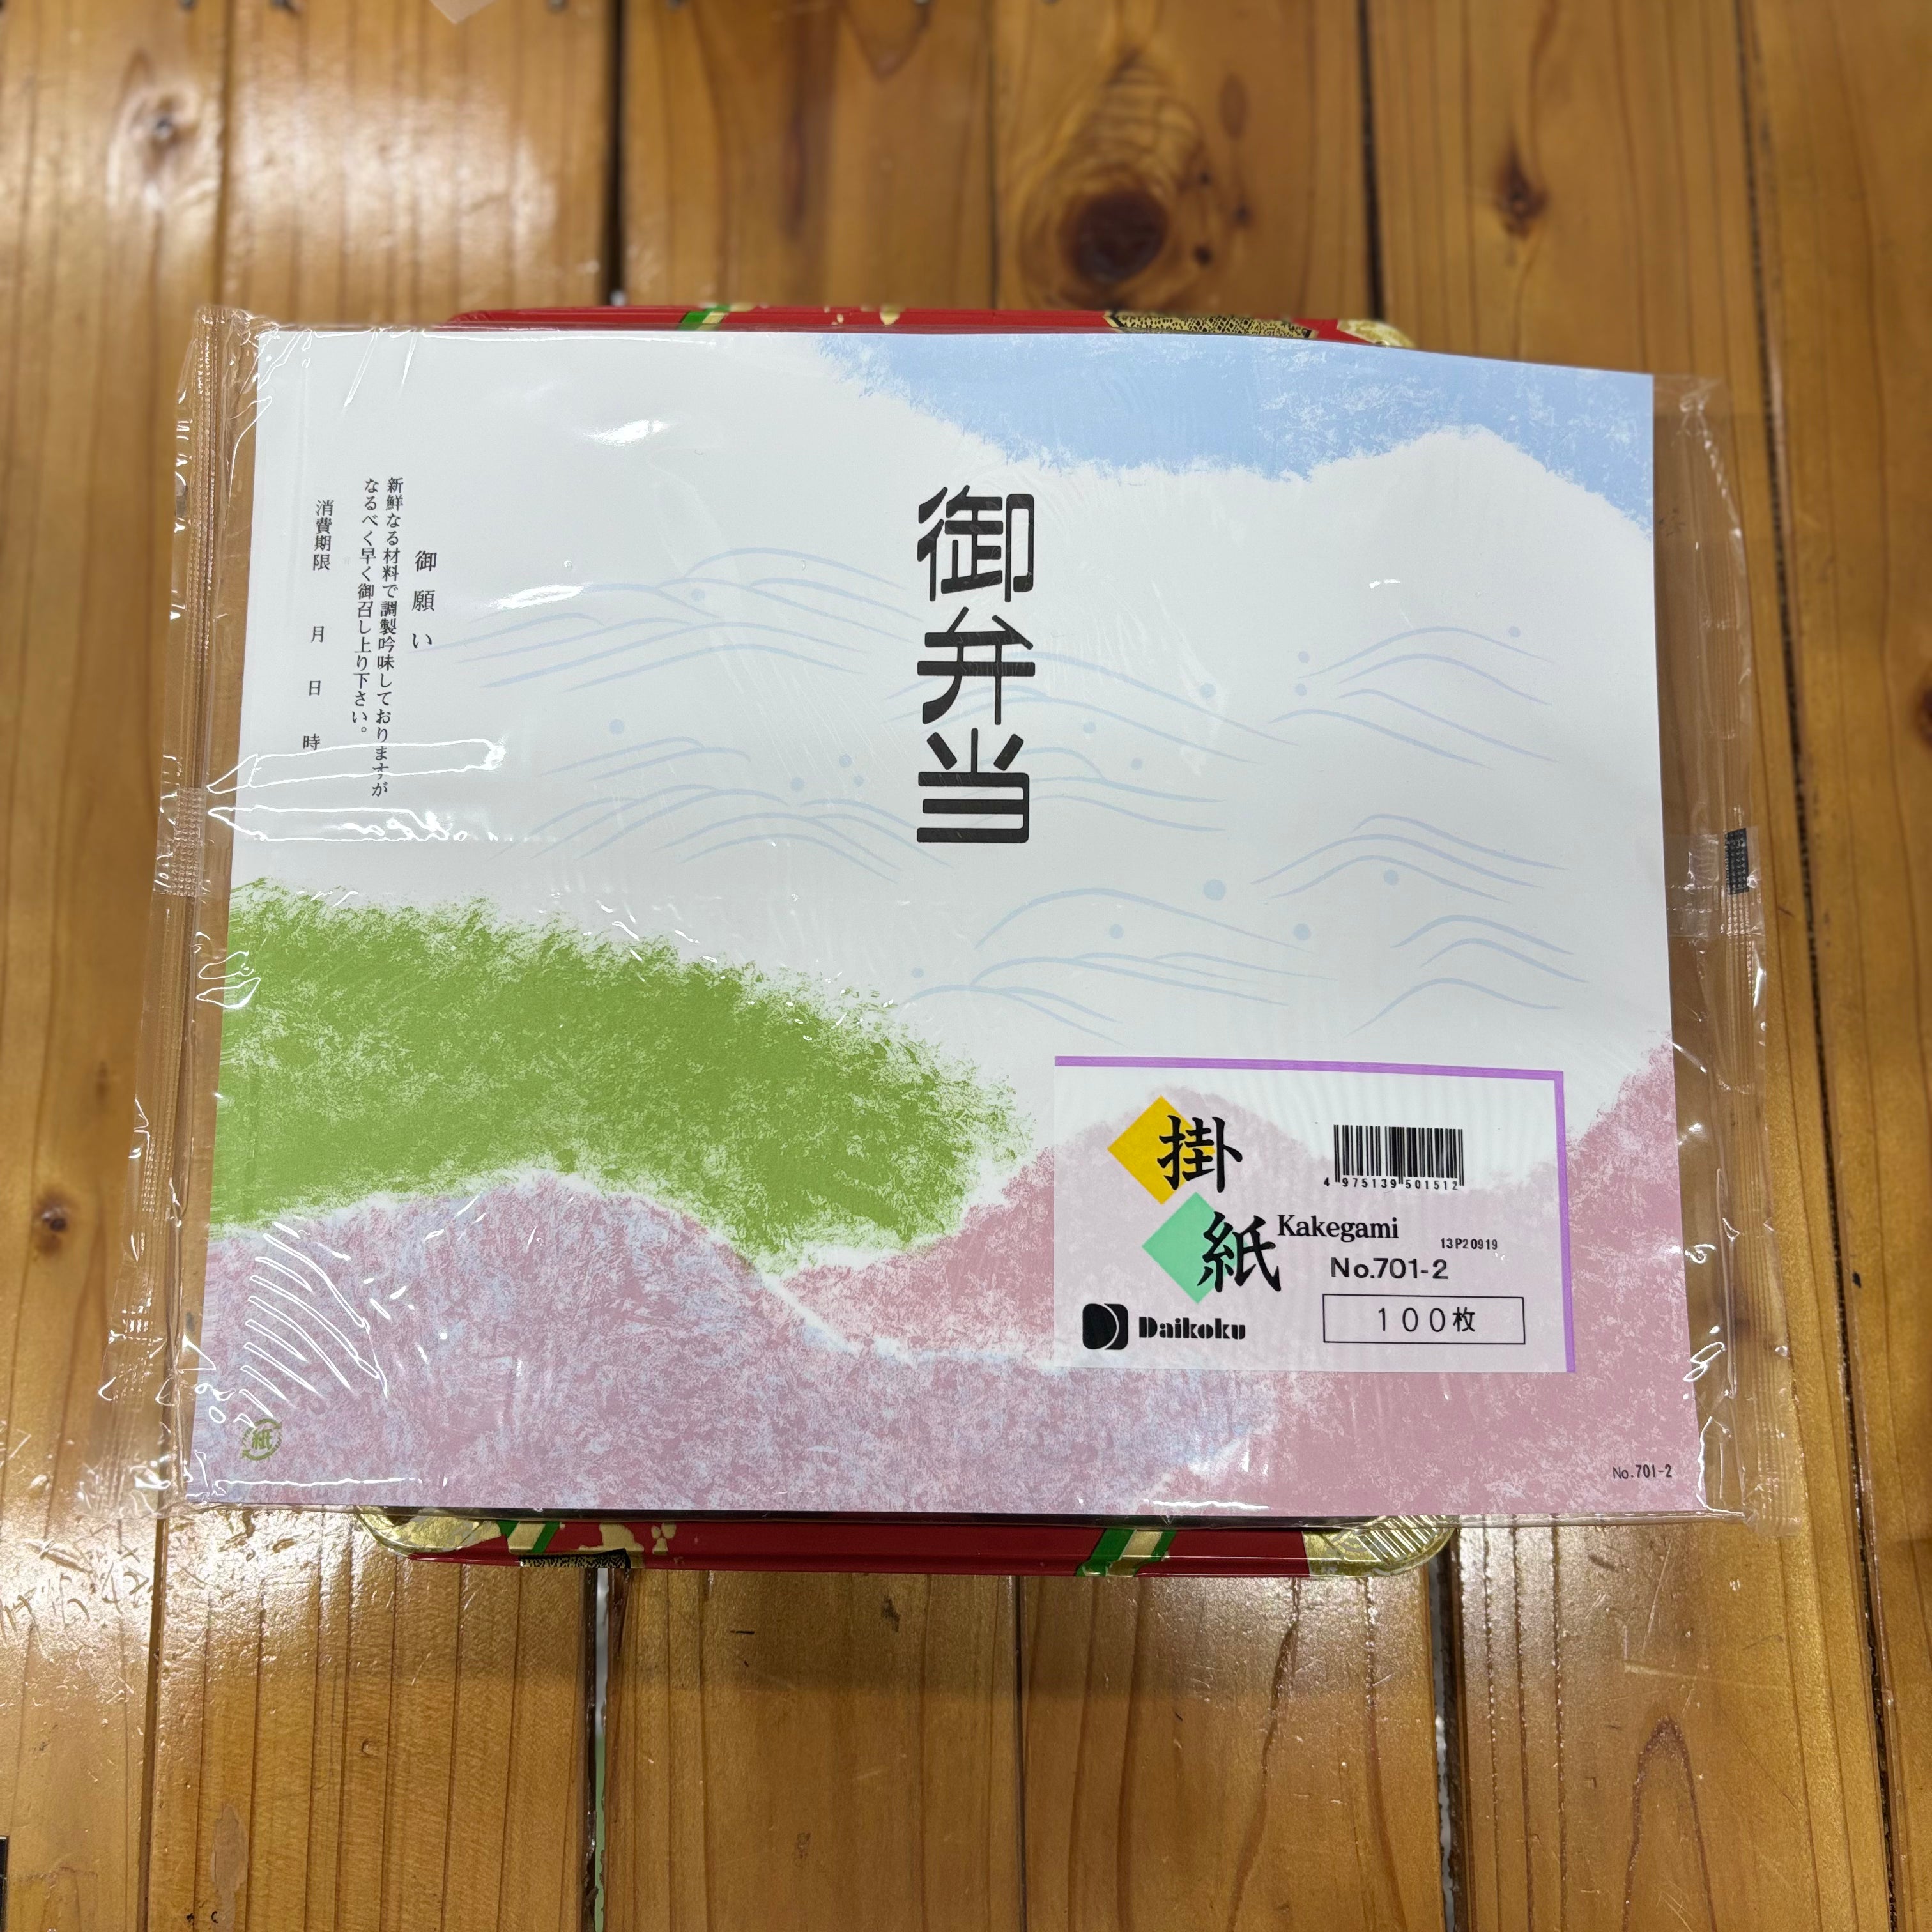 御弁当
御願い
新鮮なる材料で調製吟味しておりますが
なるべく早く御召し上り下さい。
消費期限　月　日　時
掛紙
Kakegami
4 975139 501512
13P20919
No.701-2
100枚
Daikoku
紙
No.701-2